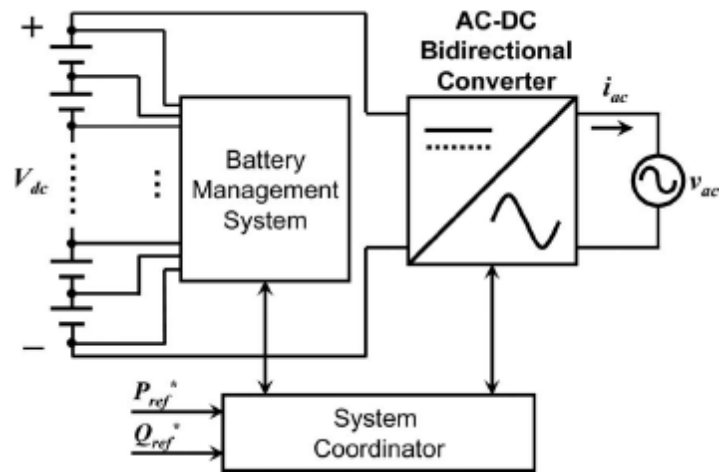 +
AC-DC
Bidirectional
Converter
i_ac
Battery
Management
System
V_dc
v_ac
−
P_ref*
Q_ref*
System
Coordinator